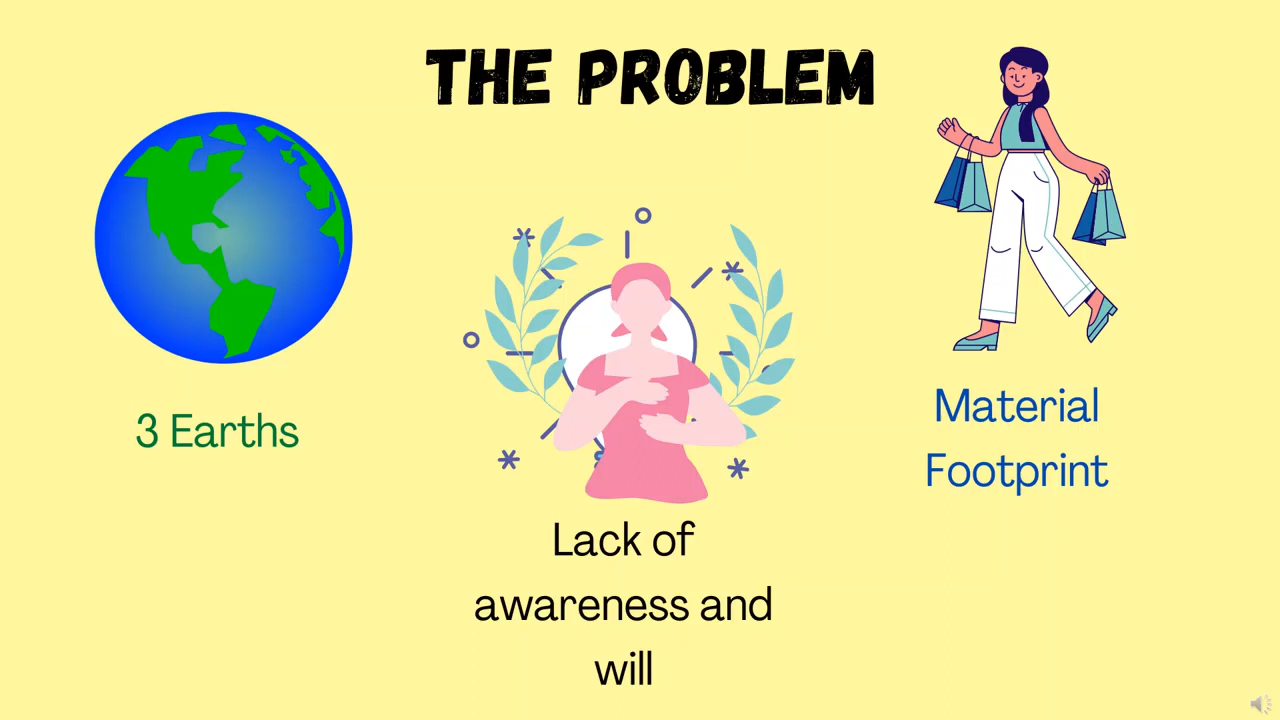 THE PROBLEM
3 Earths
Lack of
awareness and
will
Material
Footprint